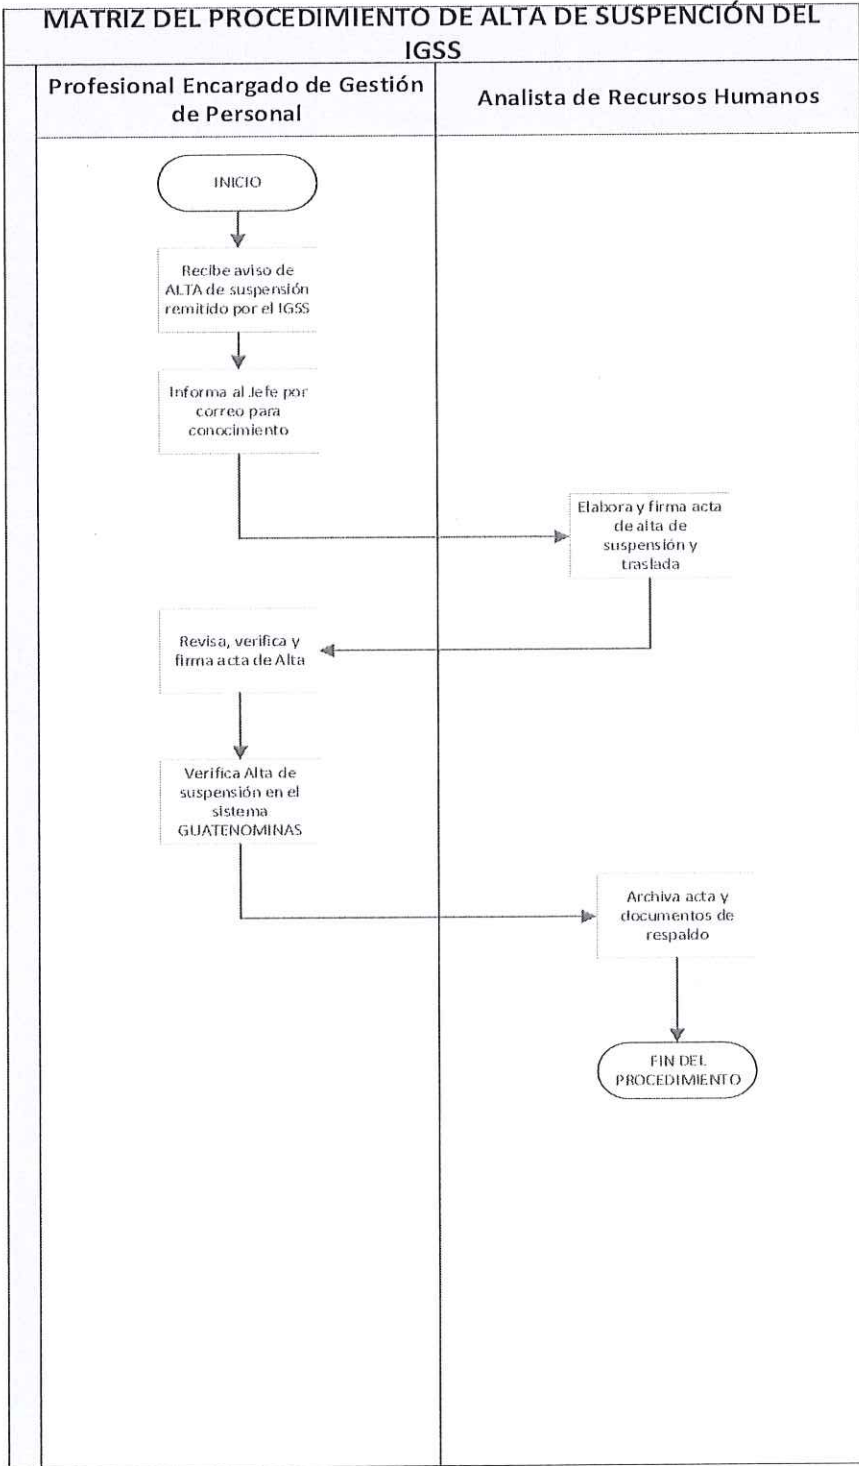 MATRIZ DEL PROCEDIMIENTO DE ALTA DE SUSPENCIÓN DEL
IGSS
Profesional Encargado de Gestión
de Personal
Analista de Recursos Humanos
INICIO
Recibe aviso de
ALTA de suspensión
remitido por el IGSS
Informa al Jefe por
correo para
conocimiento
Elabora y firma acta
de alta de
suspensión y
traslada
Revisa, verifica y
firma acta de Alta
Verifica Alta de
suspensión en el
sistema
GUATENOMINAS
Archiva acta y
documentos de
respaldo
FIN DEL
PROCEDIMIENTO